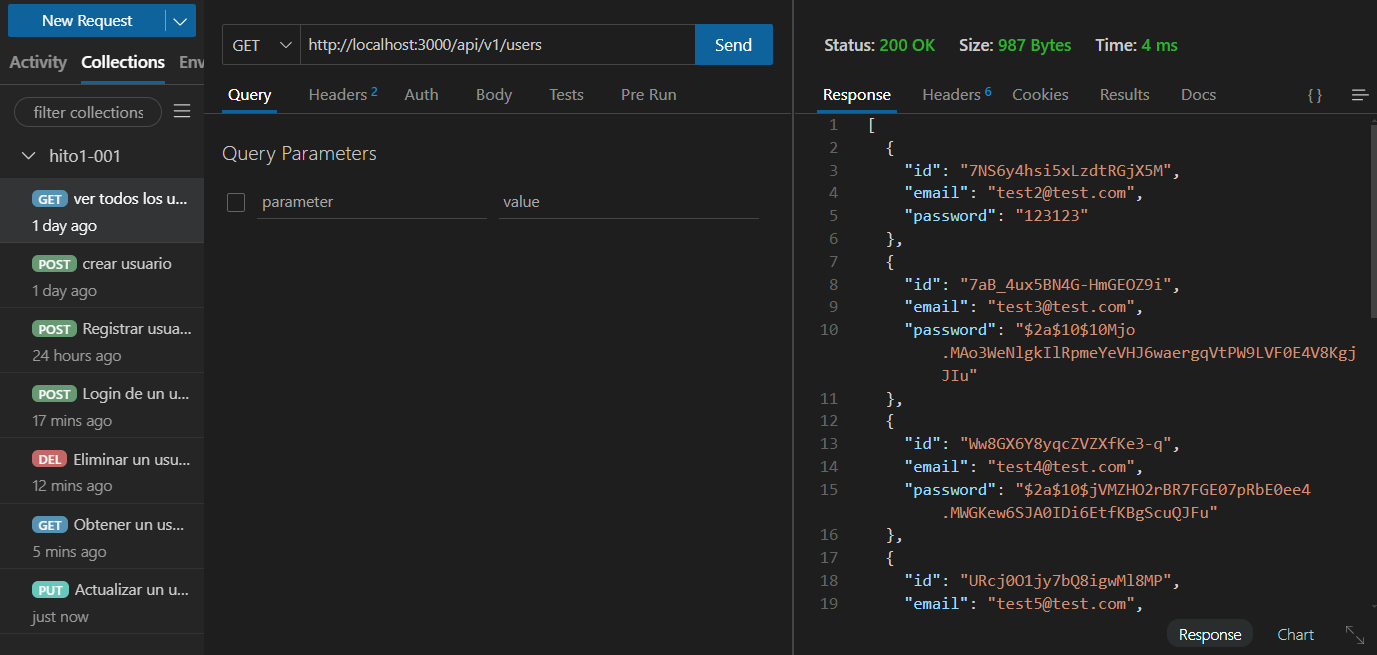 New Request
Activity Collections Env
filter collections
hito1-001
GET ver todos los u...
1 day ago
POST crear usuario
1 day ago
POST Registrar usua...
24 hours ago
POST Login de un u...
17 mins ago
DEL Eliminar un usu...
12 mins ago
GET Obtener un us...
5 mins ago
PUT Actualizar un u...
just now
GET http://localhost:3000/api/v1/users Send
Query Headers 2 Auth Body Tests Pre Run
Query Parameters
parameter value
Status: 200 OK Size: 987 Bytes Time: 4 ms
Response Headers 6 Cookies Results Docs { }
1 [
2 {
3 "id": "7NS6y4hsi5xLzdtRGjX5M",
4 "email": "test2@test.com",
5 "password": "123123"
6 },
7 {
8 "id": "7aB_4ux5BN4G-HmGEOZ9i",
9 "email": "test3@test.com",
10 "password": "$2a$10$10Mjo
.MAo3WeNlgkIlRpmeYeVHJ6waergqVtPW9LVF0E4V8Kgj
JIu"
11 },
12 {
13 "id": "Ww8GX6Y8yqcZVZXfKe3-q",
14 "email": "test4@test.com",
15 "password": "$2a$10$jVMZHO2rBR7FGE07pRbE0ee4
.MWGKew6SJA0IDi6EtfKBgScuQJFu"
16 },
17 {
18 "id": "URcj0O1jy7bQ8igwMl8MP",
19 "email": "test5@test.com",
Response Chart